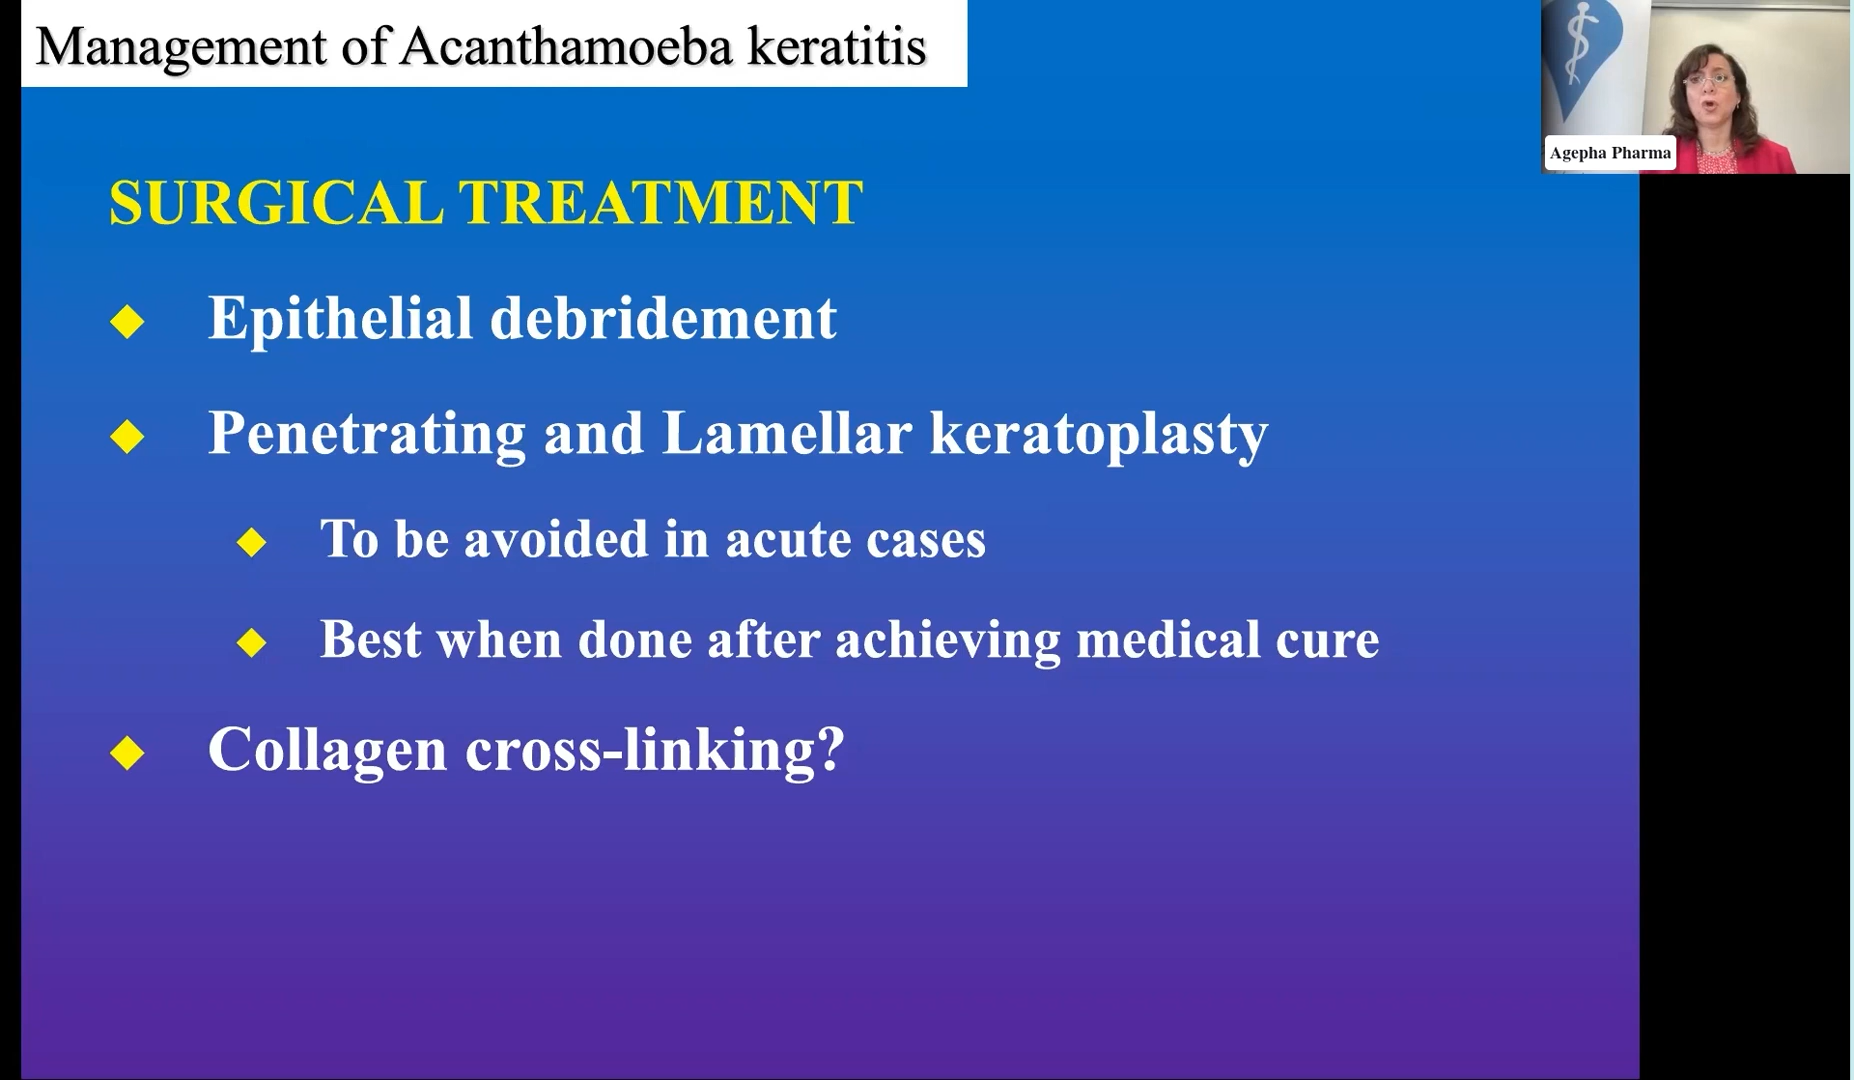 Management of Acanthamoeba keratitis
Agepha Pharma
SURGICAL TREATMENT
Epithelial debridement
Penetrating and Lamellar keratoplasty
To be avoided in acute cases
Best when done after achieving medical cure
Collagen cross-linking?